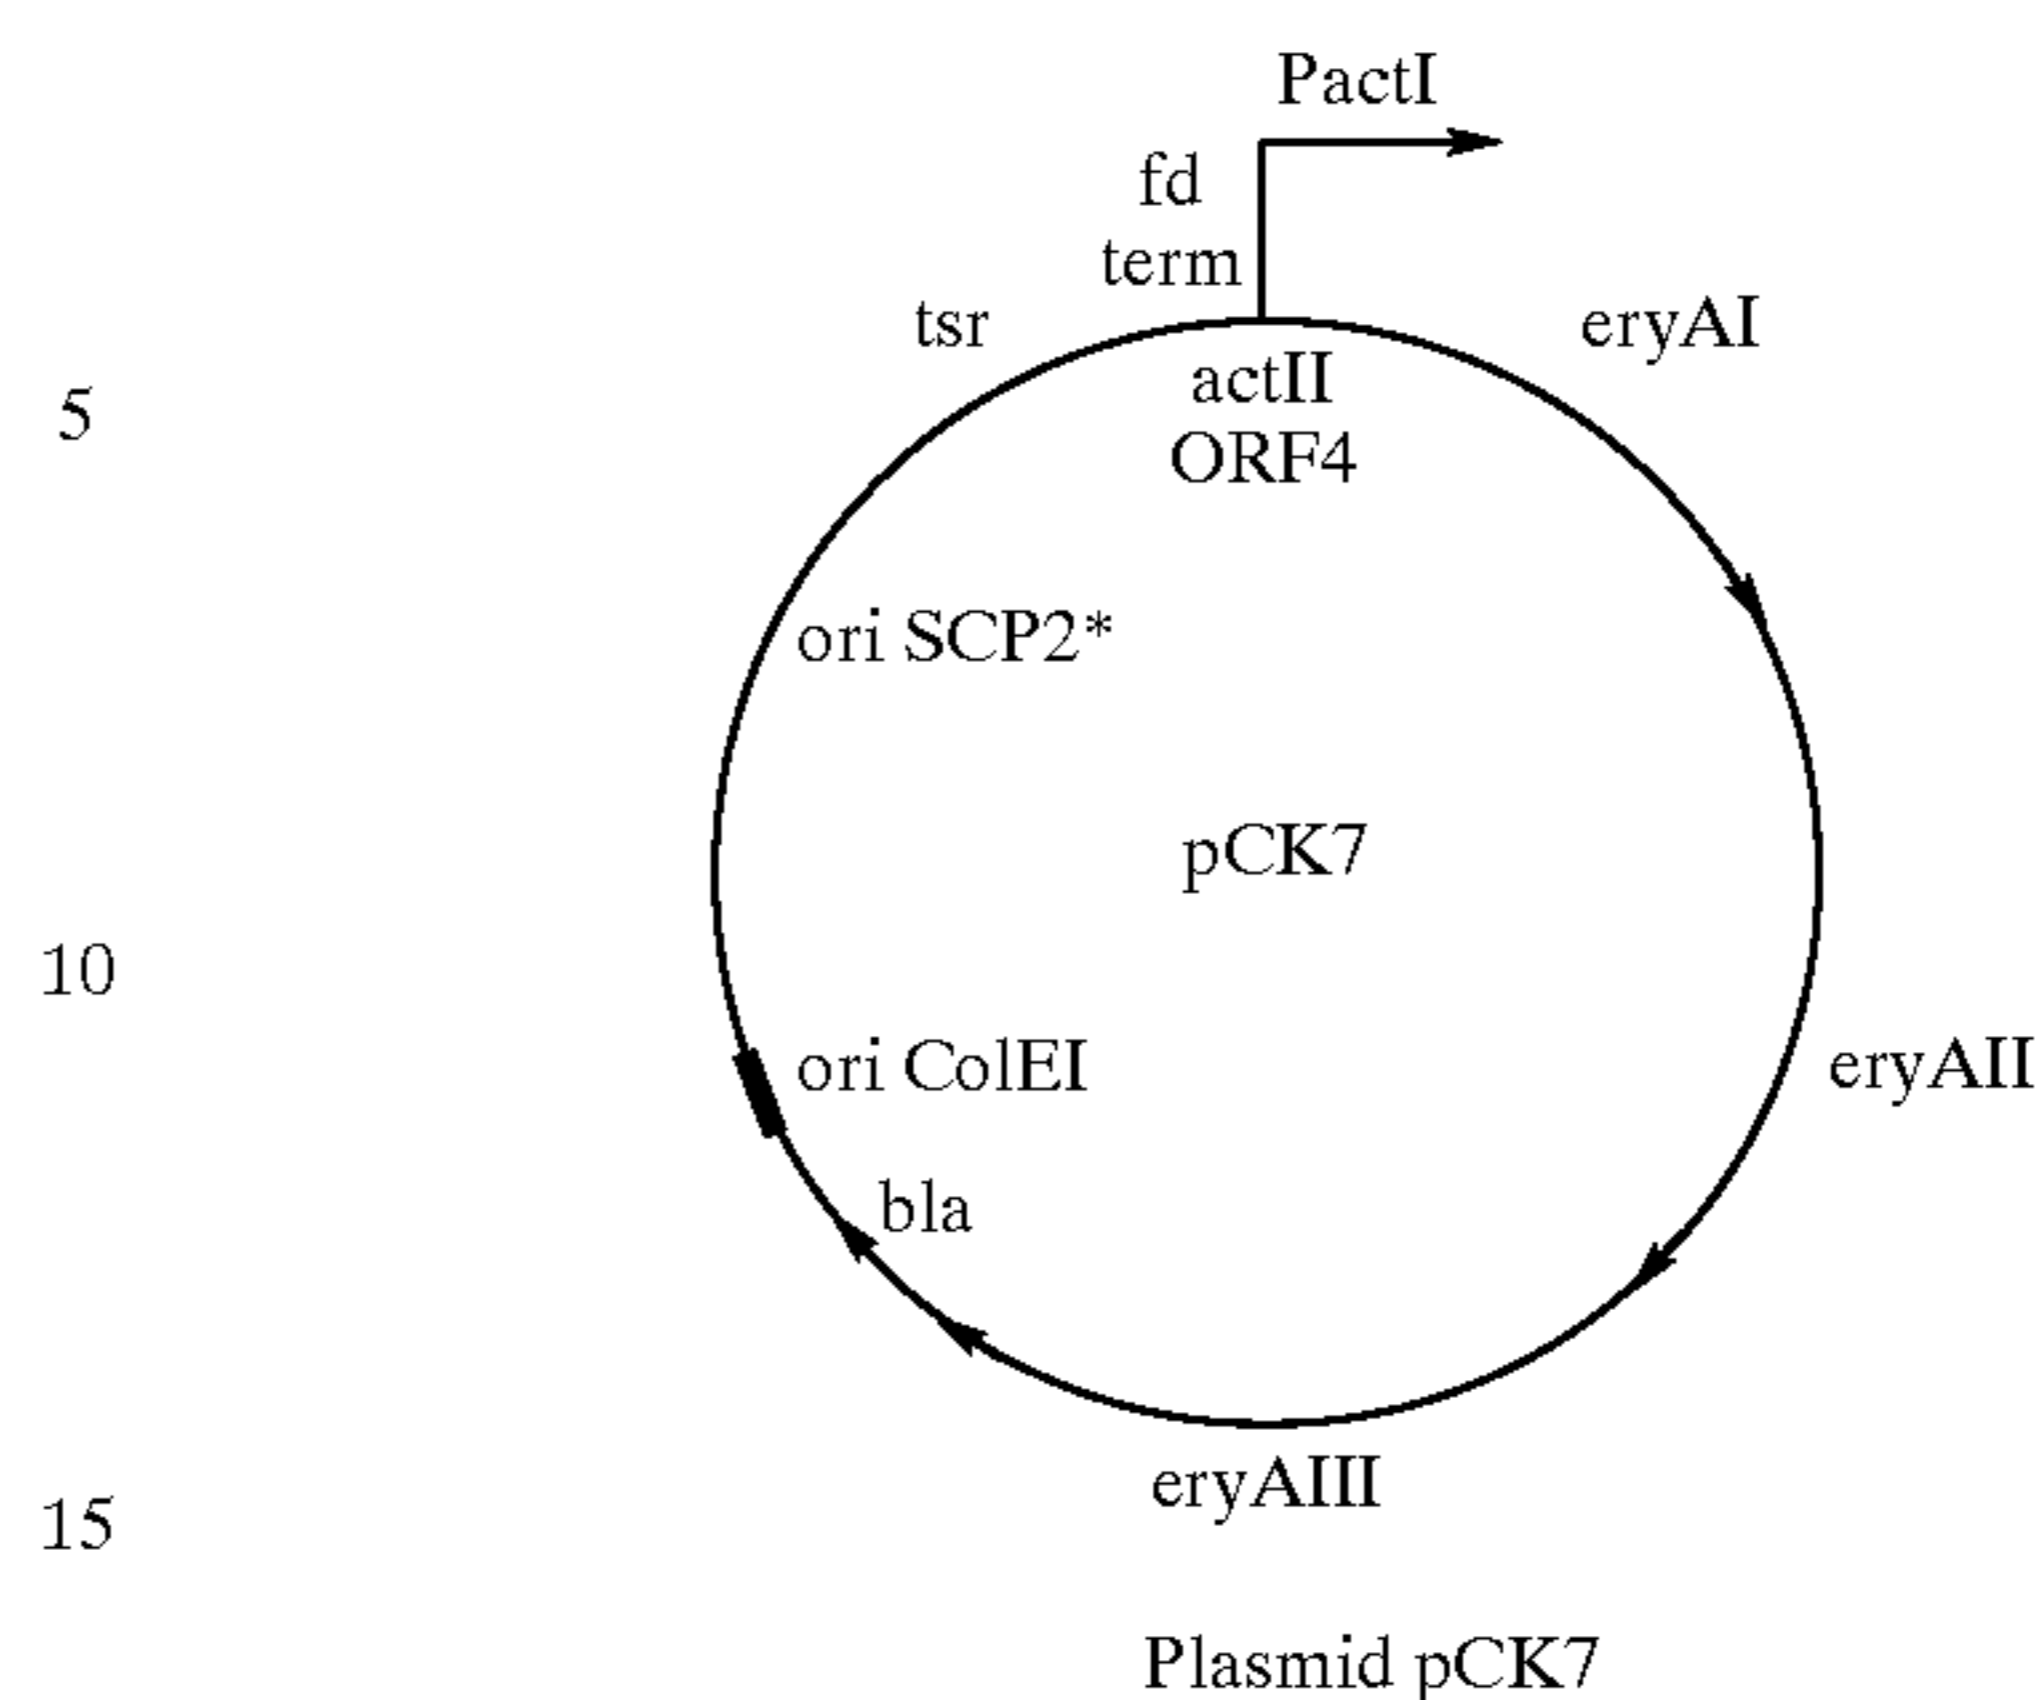 PactI
fd
term
tsr
eryAI
actII
ORF4
5
ori SCP2*
pCK7
10
ori ColEI
eryAII
bla
eryAIII
15
Plasmid pCK7